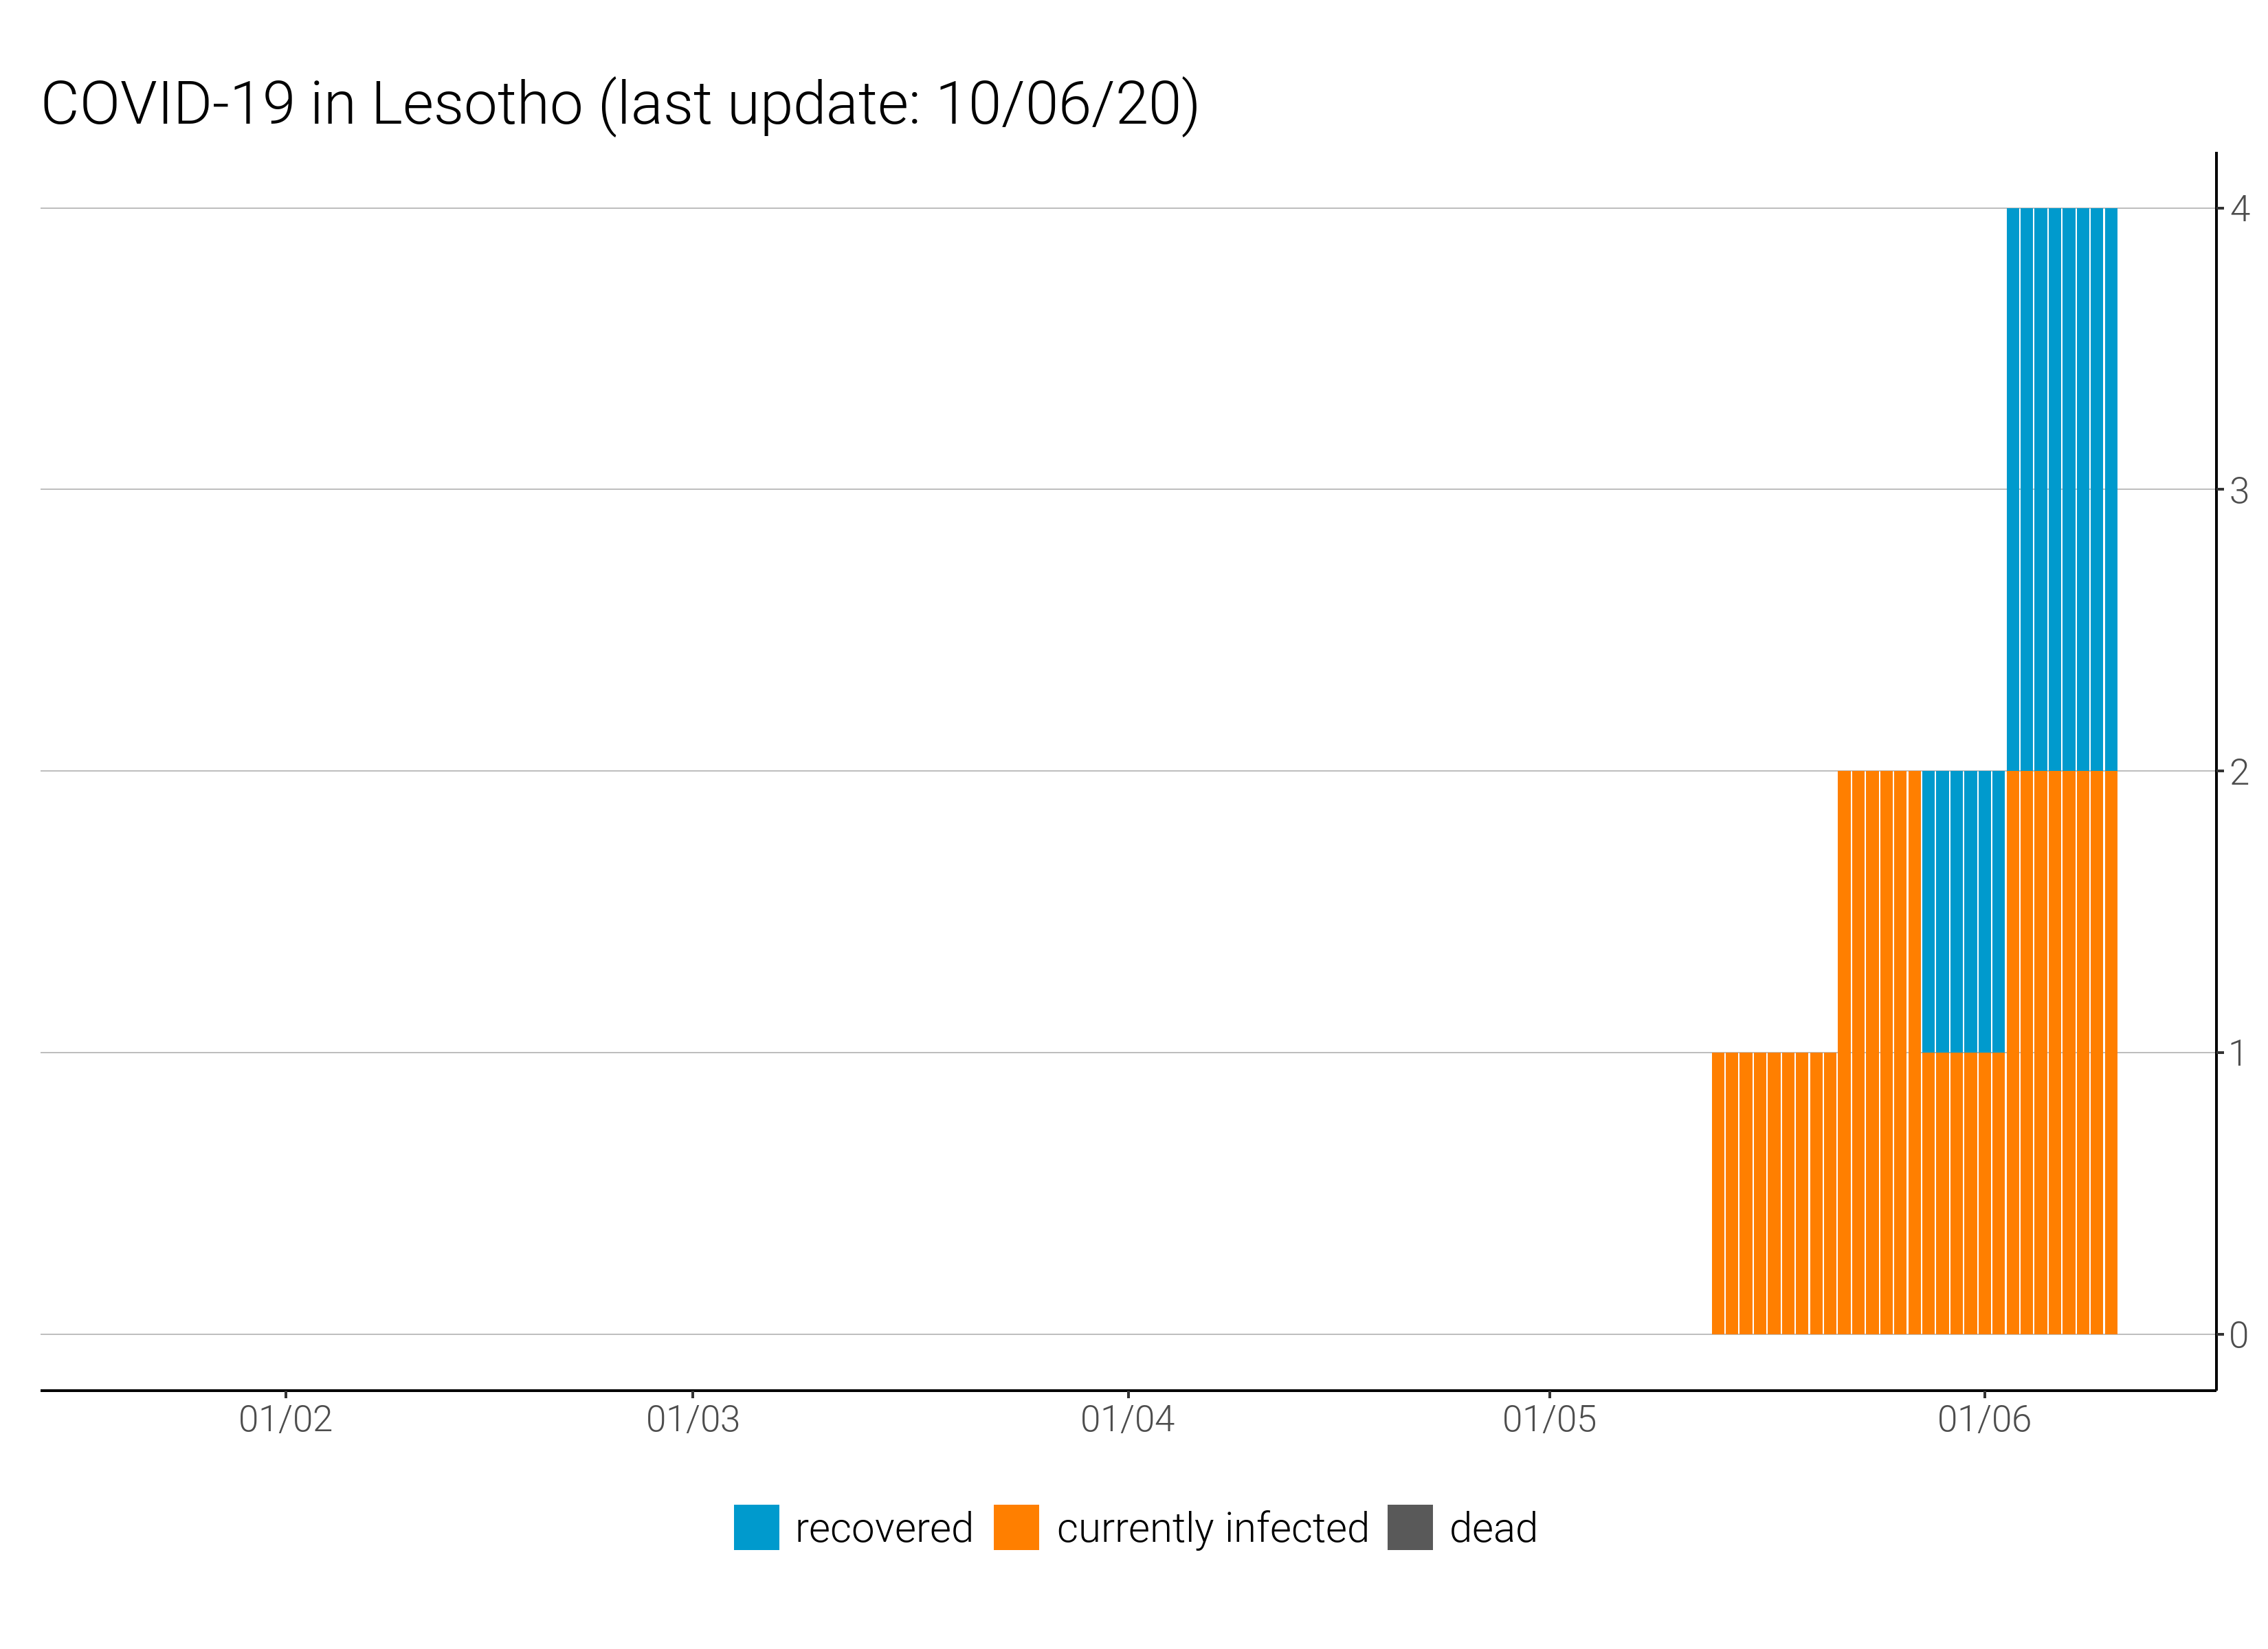 COVID-19 in Lesotho (last update: 10/06/20)
4
3
2
1
0
01/02 01/03 01/04 01/05 01/06
recovered currently infected dead